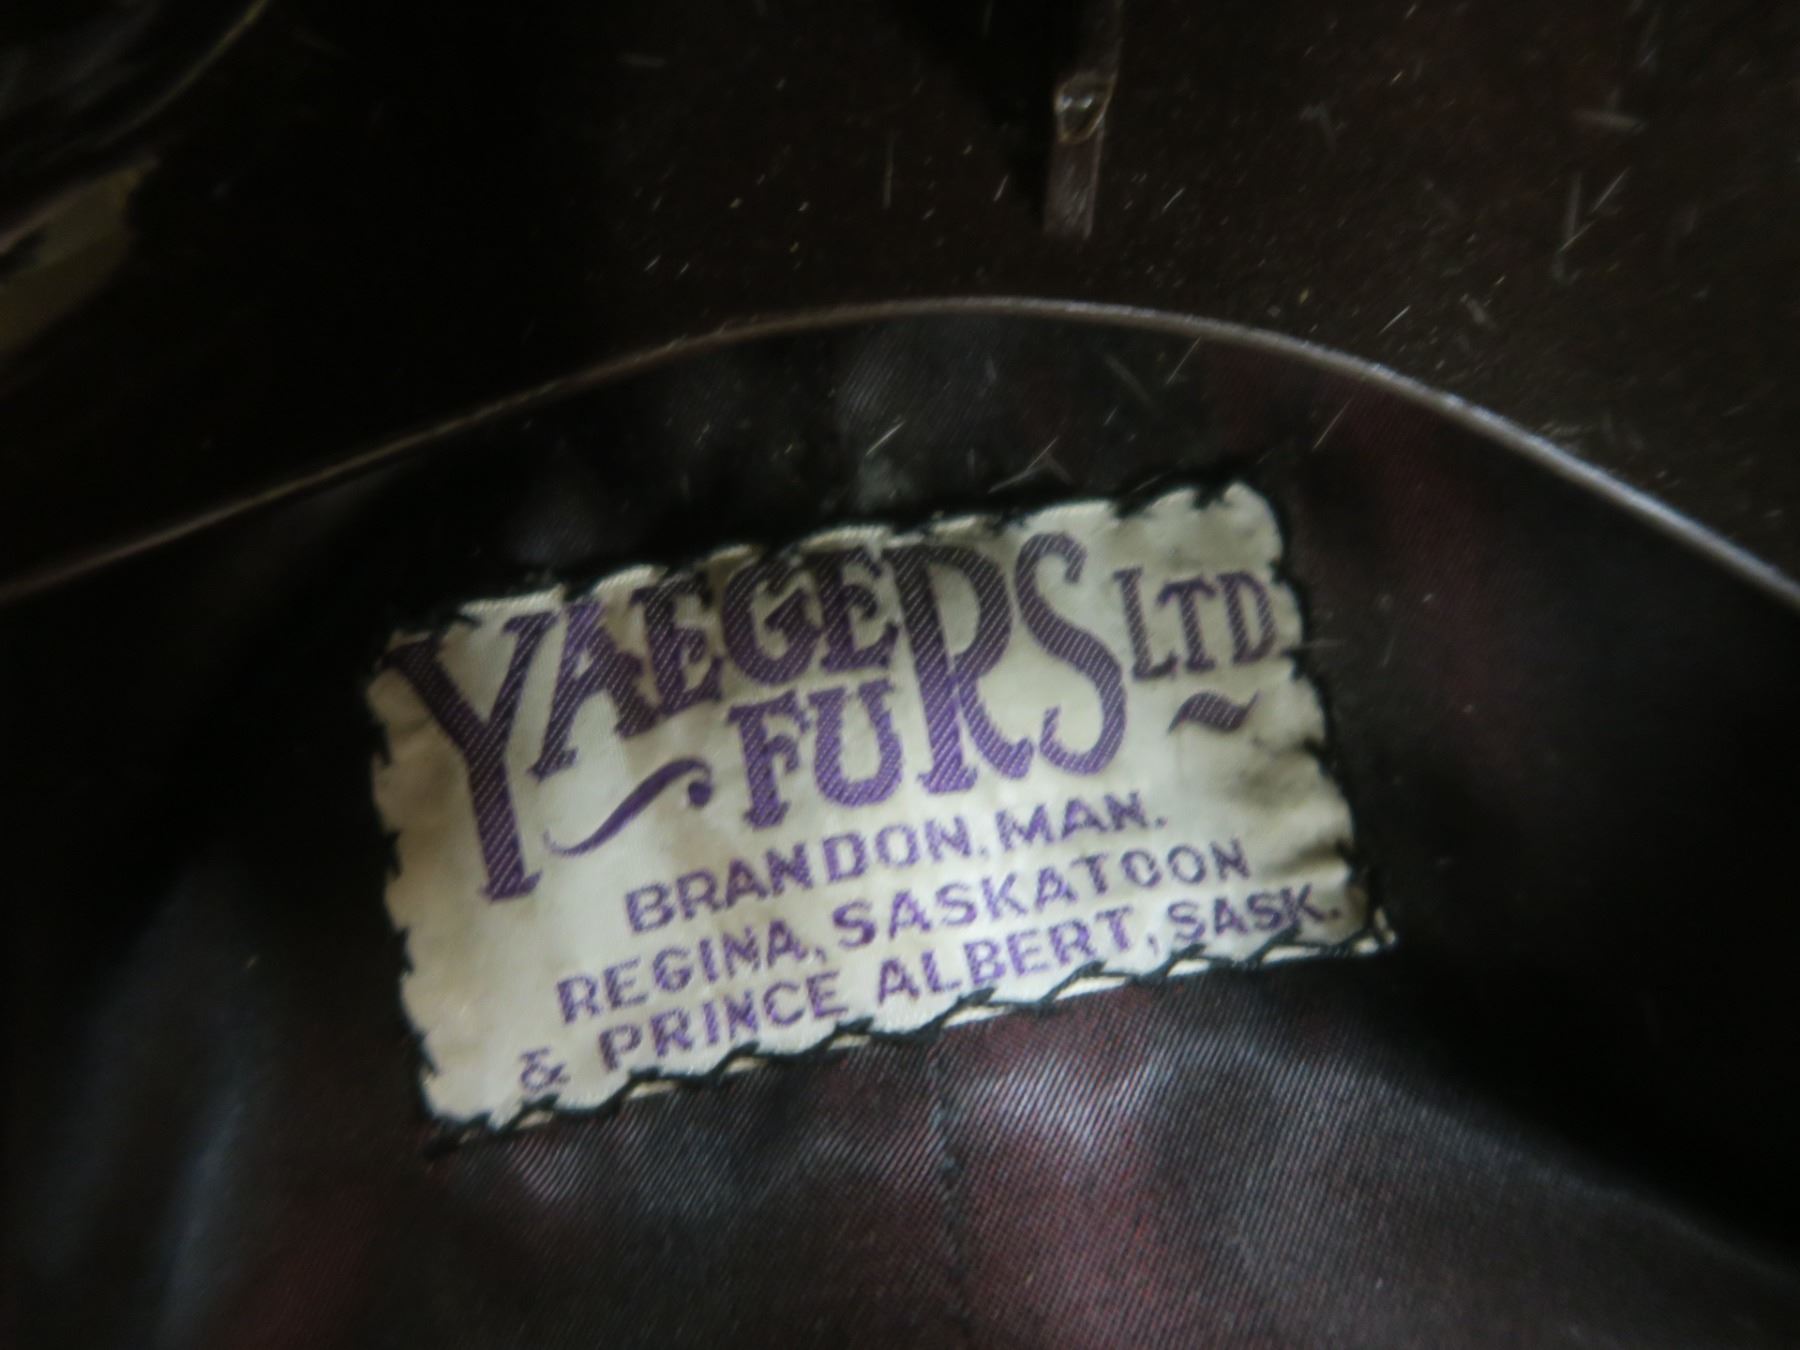 YAEGERS LTD
FURS
BRANDON, MAN.
REGINA, SASKATOON
& PRINCE ALBERT, SASK.